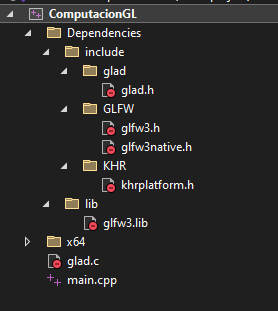 ComputacionGL
Dependencies
include
glad
glad.h
GLFW
glfw3.h
glfw3native.h
KHR
khrplatform.h
lib
glfw3.lib
x64
glad.c
main.cpp